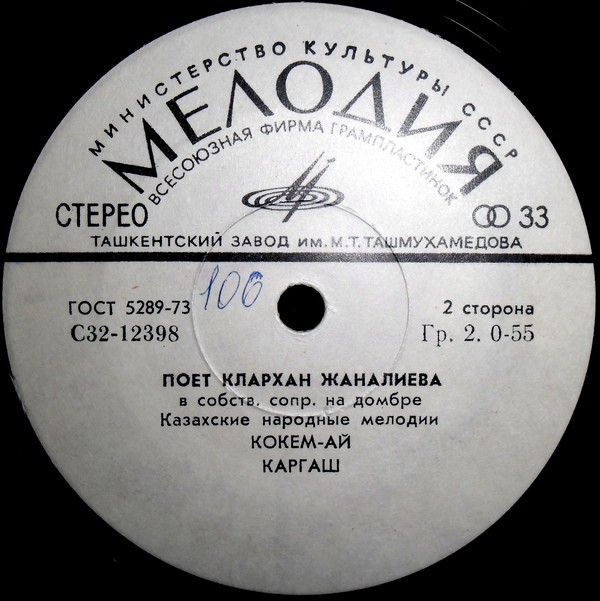 МИНИСТЕРСТВО КУЛЬТУРЫ СССР
МЕЛОДИЯ
ВСЕСОЮЗНАЯ ФИРМА ГРАМПЛАСТИНОК
СТЕРЕО 33
ТАШКЕНТСКИЙ ЗАВОД ИМ. М.Т. ТАШМУХАМЕДОВА
ГОСТ 5289-73 106 2 сторона
С32-12398 Гр. 2. 0-55
ПОЕТ КЛАРХАН ЖАНАЛИЕВА
в собств. сопр. на домбре
Казахские народные мелодии
КОКЕМ-АЙ
КАРГАШ